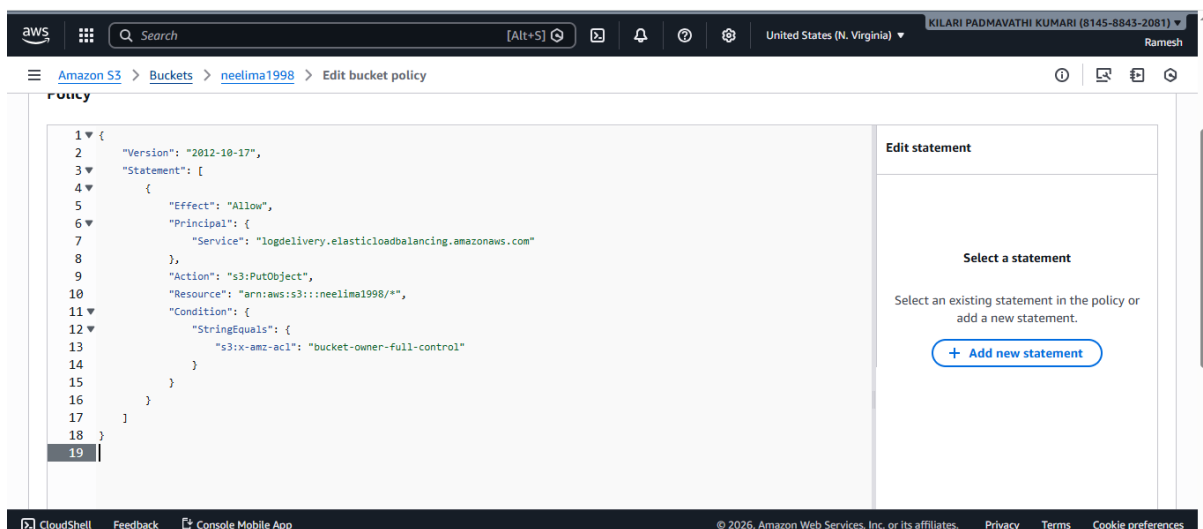 aws
Search [Alt+S]
United States (N. Virginia) ▼
KILARI PADMAVATHI KUMARI (8145-8843-2081) ▼
Ramesh
Amazon S3 > Buckets > neelima1998 > Edit bucket policy
Policy
1 {
2 "Version": "2012-10-17",
3 "Statement": [
4 {
5 "Effect": "Allow",
6 "Principal": {
7 "Service": "logdelivery.elasticloadbalancing.amazonaws.com"
8 },
9 "Action": "s3:PutObject",
10 "Resource": "arn:aws:s3:::neelima1998/*",
11 "Condition": {
12 "StringEquals": {
13 "s3:x-amz-acl": "bucket-owner-full-control"
14 }
15 }
16 }
17 ]
18 }
19
Edit statement
Select a statement
Select an existing statement in the policy or
add a new statement.
+ Add new statement
CloudShell Feedback Console Mobile App
© 2026, Amazon Web Services, Inc. or its affiliates. Privacy Terms Cookie preferences